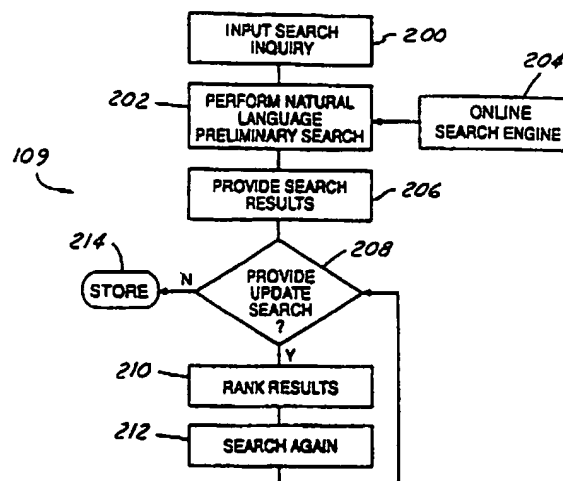 INPUT SEARCH
INQUIRY
200
204
202
PERFORM NATURAL
LANGUAGE
PRELIMINARY SEARCH
ONLINE
SEARCH ENGINE
109
PROVIDE SEARCH
RESULTS
206
214
208
N
STORE
PROVIDE
UPDATE
SEARCH
?
Y
210
RANK RESULTS
212
SEARCH AGAIN